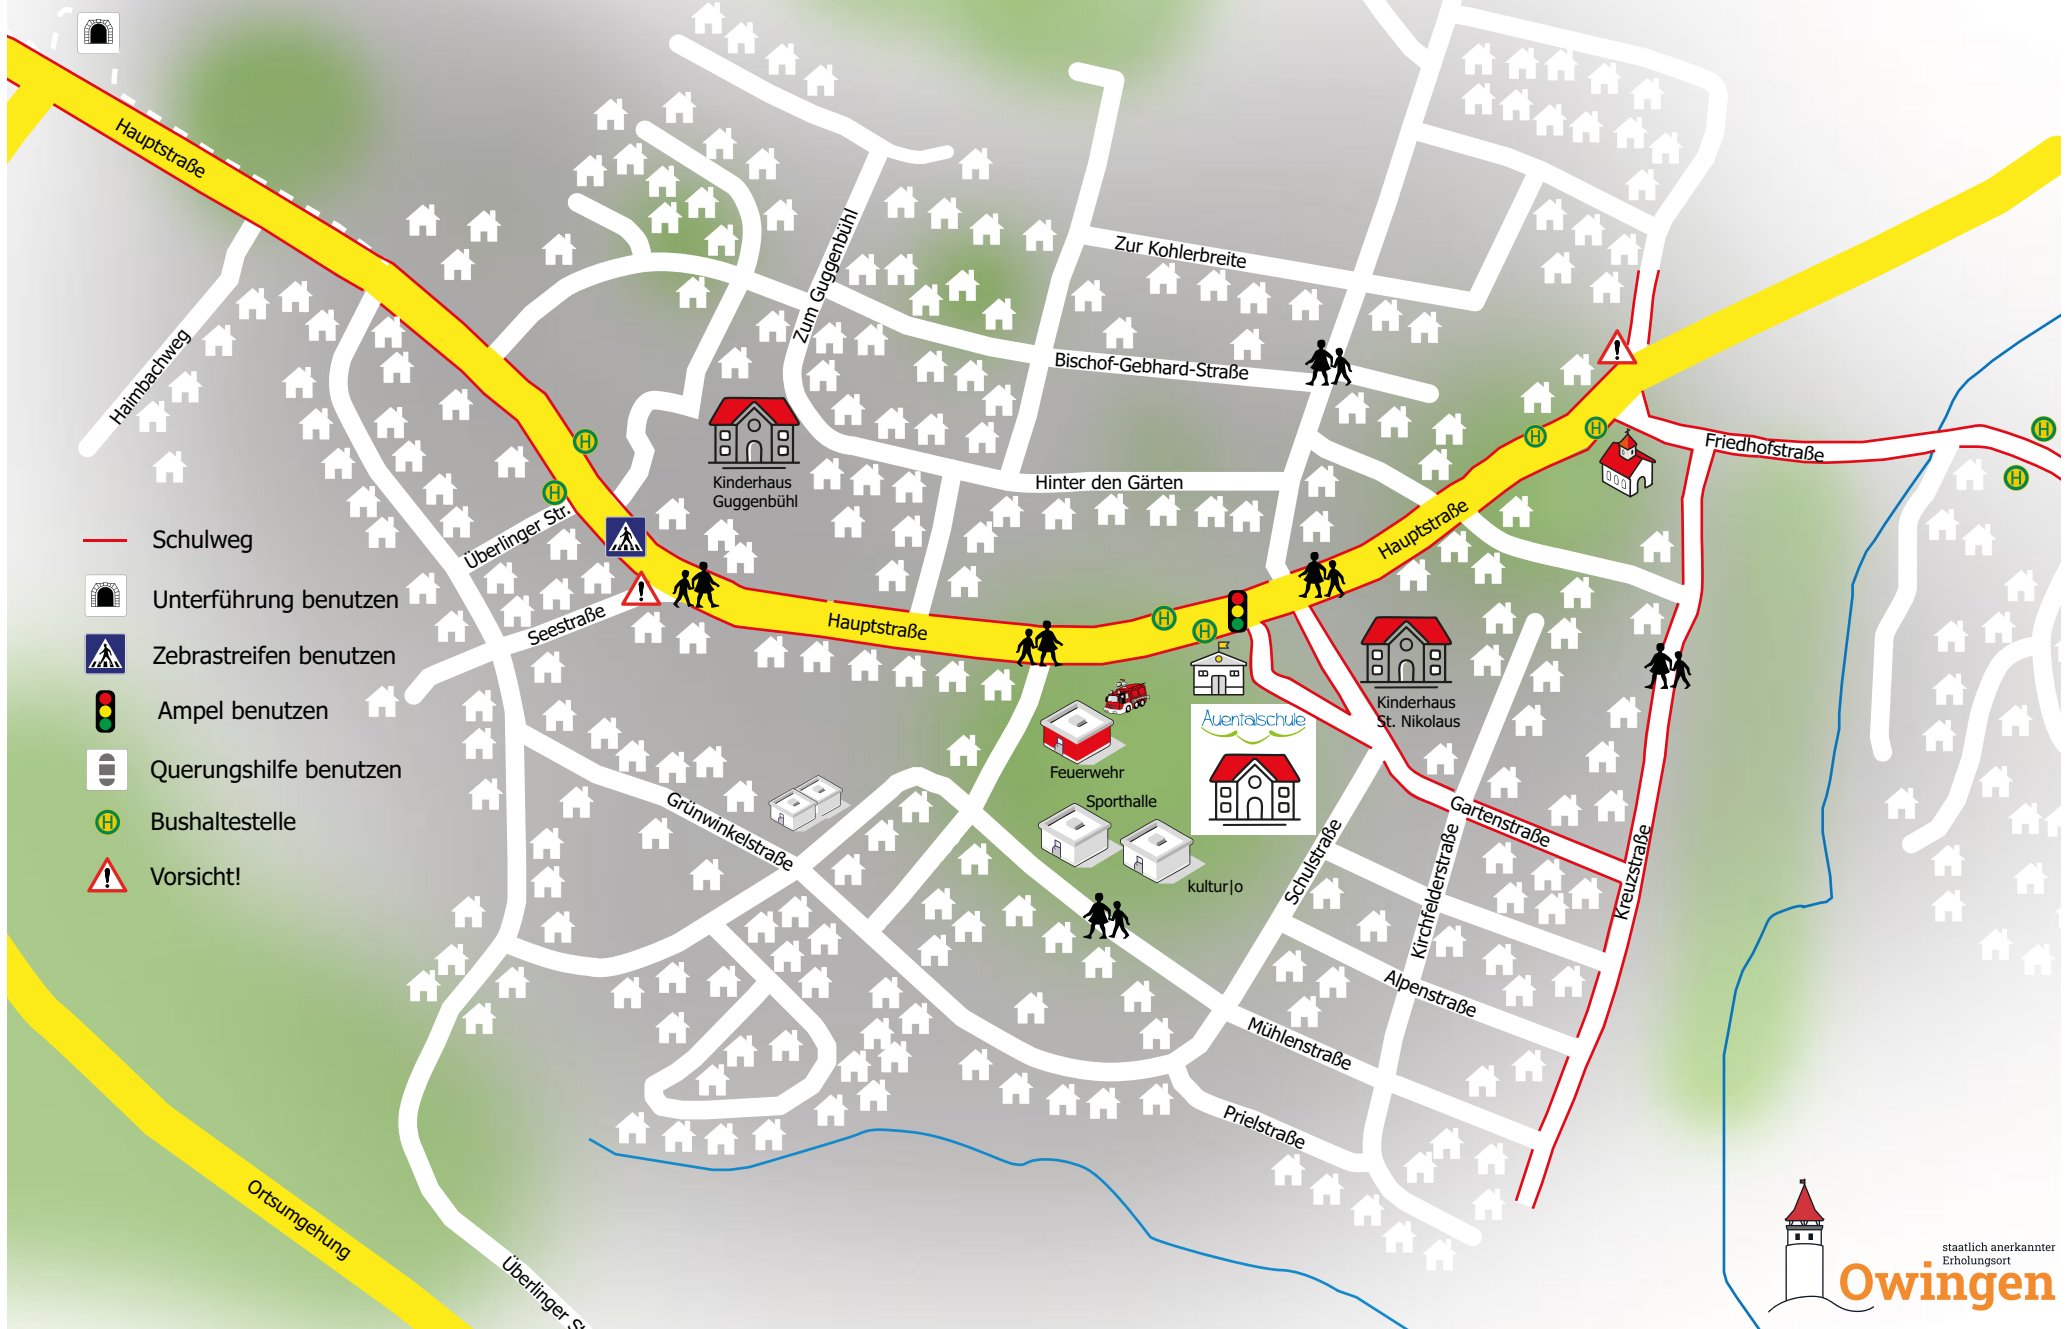 Hauptstraße
Haimbachweg
Zum Guggenbühl
Zur Kohlerbreite
Bischof-Gebhard-Straße
Hinter den Gärten
Kinderhaus
Guggenbühl
Friedhofstraße
Hauptstraße
Überlinger Str.
Seestraße
Hauptstraße
Schulweg
Unterführung benutzen
Zebrastreifen benutzen
Ampel benutzen
Querungshilfe benutzen
H Bushaltestelle
Vorsicht!
H
H
H
H
H
H
H
H
Kinderhaus
St. Nikolaus
Auentalschule
Feuerwehr
Sporthalle
kultur|o
Grünwinkelstraße
Schulstraße
Kirchfelderstraße
Gartenstraße
Kreuzstraße
Alpenstraße
Mühlenstraße
Prielstraße
Ortsumgehung
Überlinger St
staatlich anerkannter
Erholungsort
Owingen